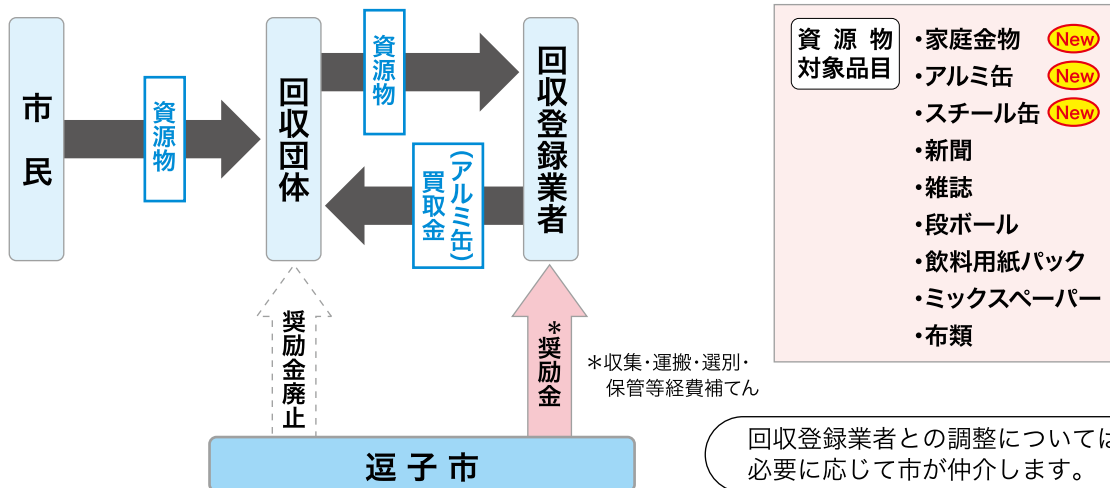 市民
資源物
回収団体
資源物
買取金
(アルミ缶)
回収登録業者
奨励金廃止
*奨励金
*収集・運搬・選別・
保管等経費補てん
逗子市
資源物
対象品目
・家庭金物 New
・アルミ缶 New
・スチール缶 New
・新聞
・雑誌
・段ボール
・飲料用紙パック
・ミックスペーパー
・布類
回収登録業者との調整については
必要に応じて市が仲介します。